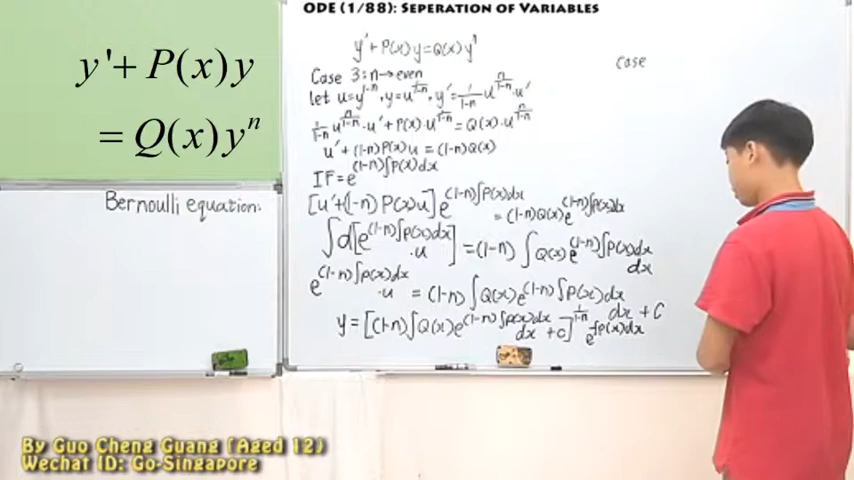 ODE (1/88): SEPERATION OF VARIABLES
y'+ P(x)y
= Q(x)yⁿ
Bernoulli equation:
y'+P(x)y=Q(x)yⁿ
case
Case 3: n→even
let u=y^(1-n), y=u^(1/(1-n)), y'=1/(1-n) u^(n/(1-n))·u'
1/(1-n) u^(n/(1-n))·u'+P(x)·u^(1/(1-n))=Q(x)·u^(n/(1-n))
u'+(1-n)P(x)u=(1-n)Q(x)
IF=e^((1-n)∫P(x)dx)
[u'+(1-n)P(x)u]e^((1-n)∫P(x)dx)
=(1-n)Q(x)e^((1-n)∫P(x)dx)
∫d[e^((1-n)∫P(x)dx)·u]=(1-n)∫Q(x)e^((1-n)∫P(x)dx)dx
e^((1-n)∫P(x)dx)·u=(1-n)∫Q(x)e^((1-n)∫P(x)dx)dx+C
y=[(1-n)∫Q(x)e^((1-n)∫P(x)dx)dx+C]^(1/(1-n)) e^(-∫P(x)dx)
By Guo Cheng Guang (Aged 12)
Wechat ID: Go-Singapore